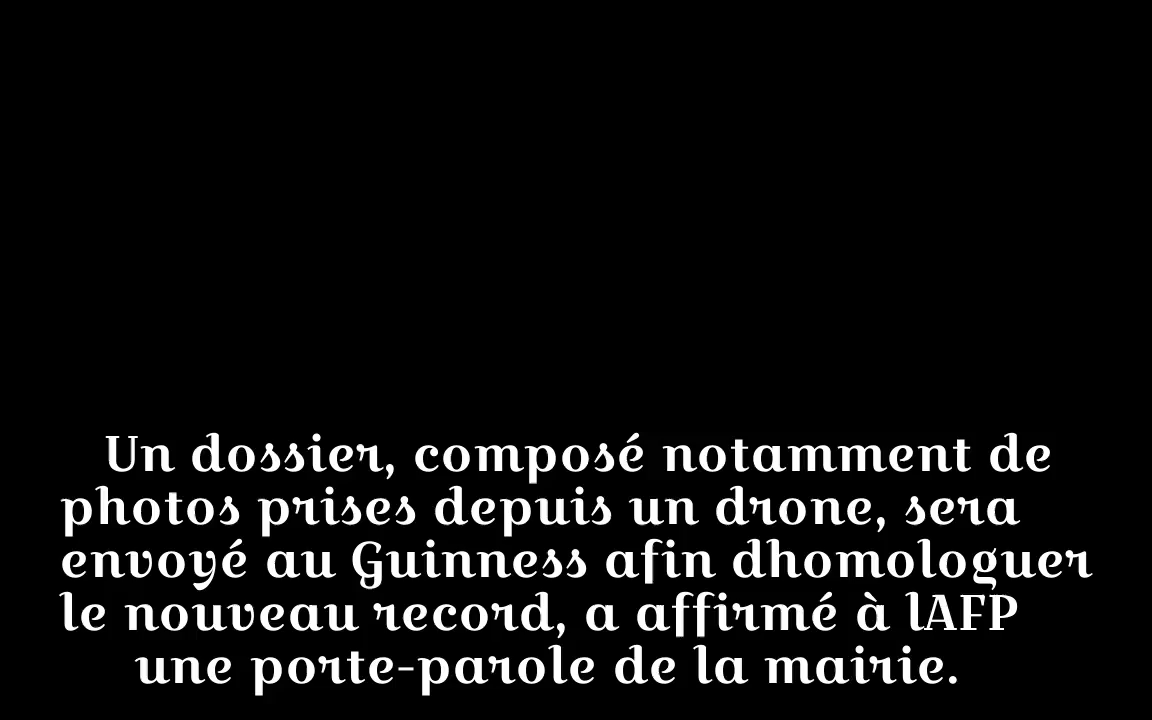 Un dossier, composé notamment de
photos prises depuis un drone, sera
envoyé au Guinness afin dhomologuer
le nouveau record, a affirmé à lAFP
une porte-parole de la mairie.